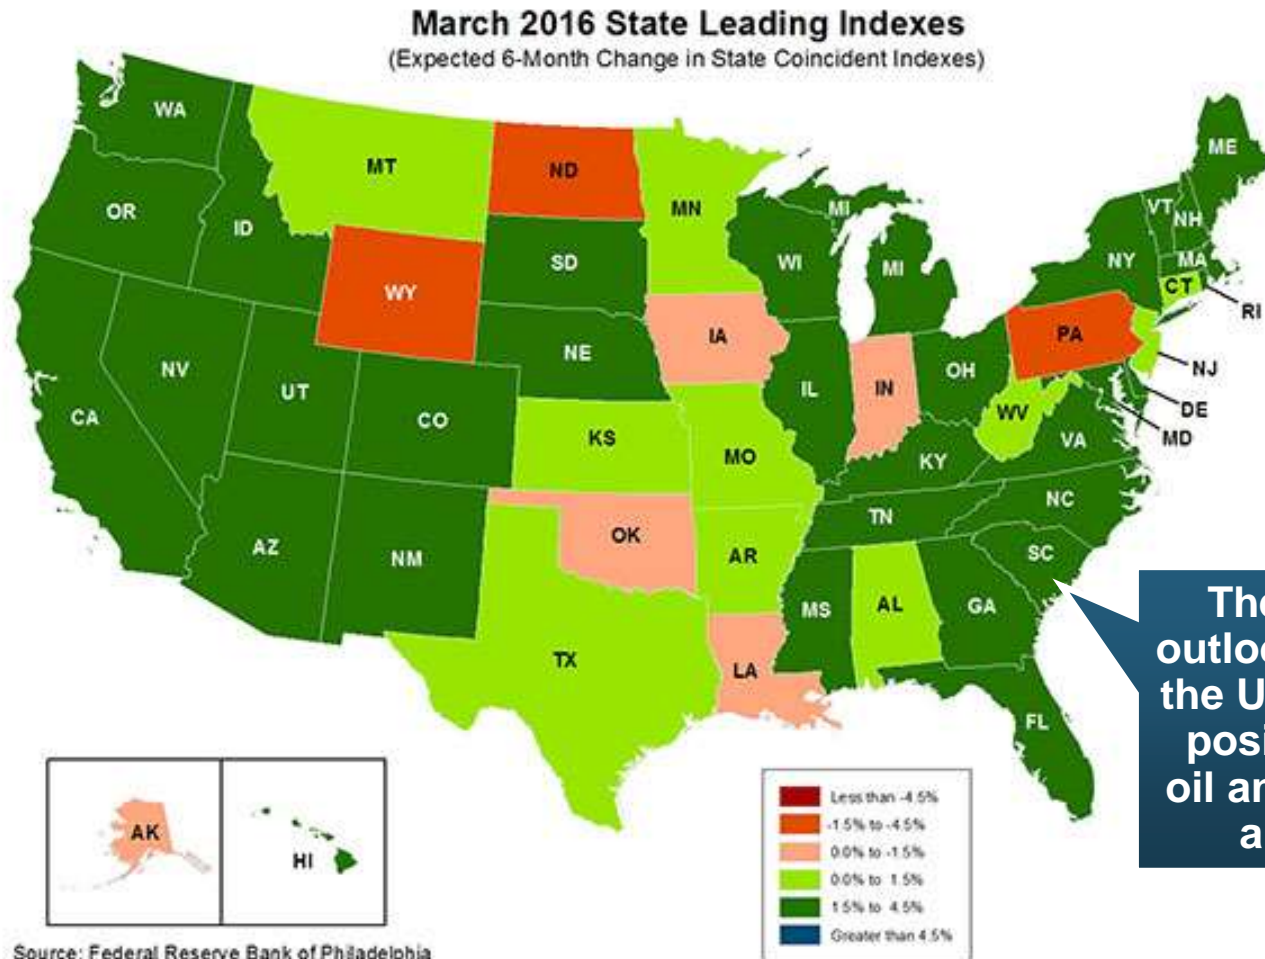 March 2016 State Leading Indexes
(Expected 6-Month Change in State Coincident Indexes)
WA
MT
ND
MN
ME
OR
ID
SD
WI
MI
MI
VT
NH
NY
MA
CT
RI
WY
IA
PA
NJ
NV
UT
NE
IL
IN
OH
DE
CA
CO
KS
MO
WV
VA
MD
KY
NC
AZ
NM
OK
AR
TN
SC
MS
AL
GA
TX
LA
FL
AK
HI
outloo
the U
posi
oil an
a
Less than -4.5%
-1.5% to -4.5%
0.0% to -1.5%
0.0% to 1.5%
1.5% to 4.5%
Greater than 4.5%
Source: Federal Reserve Bank of Philadelphia